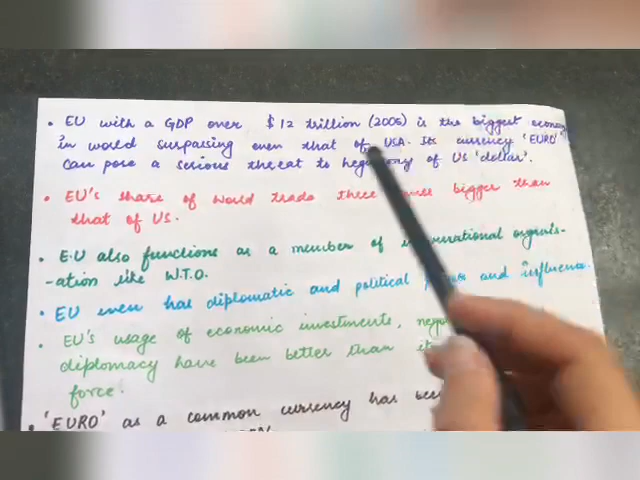 • EU with a GDP over $12 trillion (2005) is the biggest economy
in world surpassing even that of USA. Its currency 'EURO'
can pose a serious threat to hegemony of US 'dollar'.
• EU's share of world trade three bigger than
that of US.
• E.U also functions as a member of organis-
-ation like W.T.O.
• EU even has diplomatic and political and influence.
• EU's usage of economic investments,
diplomacy have been better than
force.
• 'EURO' as a common currency has